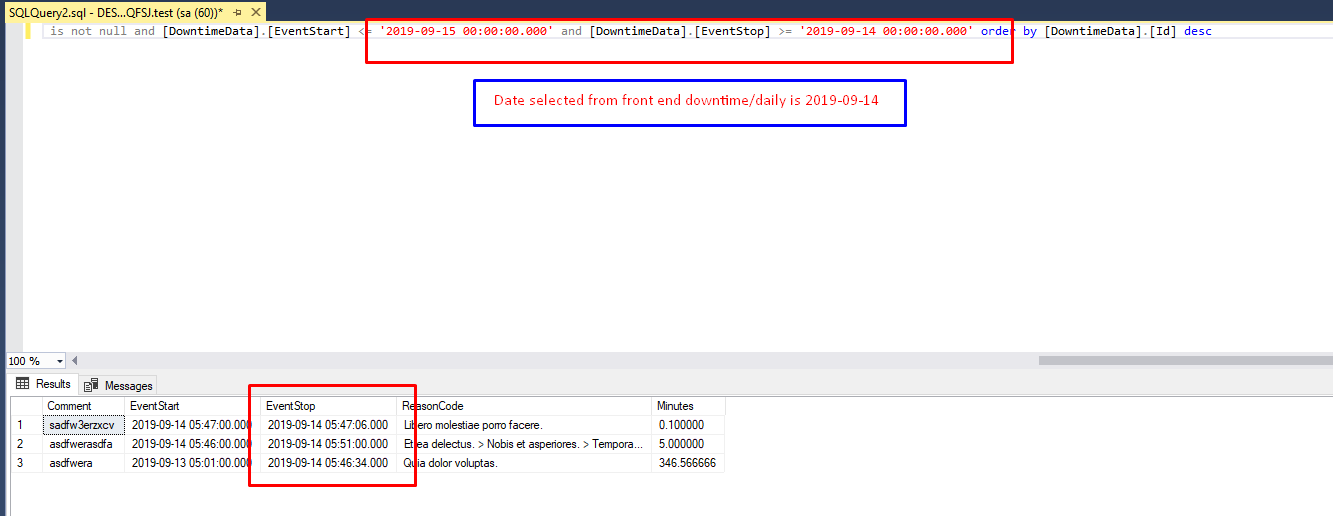 SQLQuery2.sql - DES...QFSJ.test (sa (60))*
is not null and [DowntimeData].[EventStart] <= '2019-09-15 00:00:00.000' and [DowntimeData].[EventStop] >= '2019-09-14 00:00:00.000' order by [DowntimeData].[Id] desc
Date selected from front end downtime/daily is 2019-09-14
100 %
Results Messages
Comment EventStart EventStop ReasonCode Minutes
1 sadfw3erzxcv 2019-09-14 05:47:00.000 2019-09-14 05:47:06.000 Libero molestiae porro facere. 0.100000
2 asdfwerasdfa 2019-09-14 05:46:00.000 2019-09-14 05:51:00.000 Et ea delectus. > Nobis et asperiores. > Tempora... 5.000000
3 asdfwera 2019-09-13 05:01:00.000 2019-09-14 05:46:34.000 Quia dolor voluptas. 346.566666